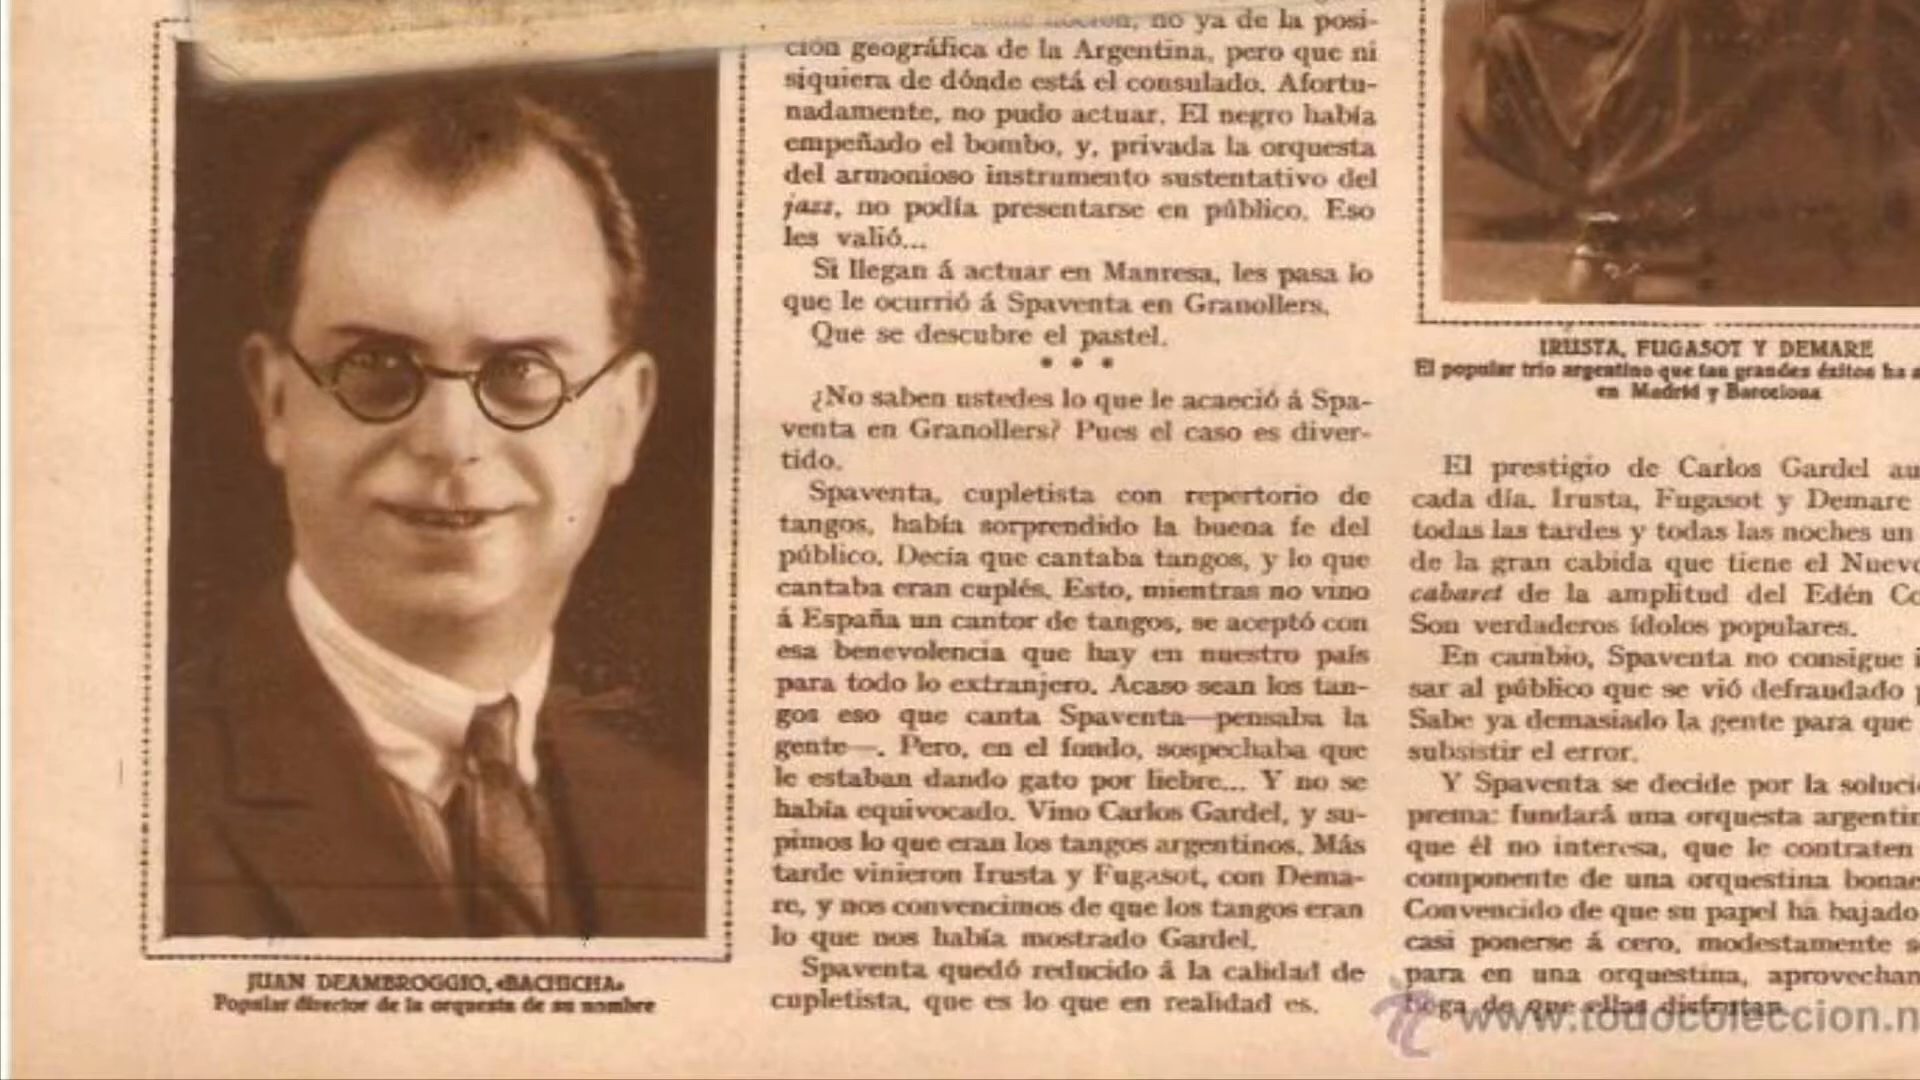 JUAN DEAMBROGGIO, «BACHICHA»
Popular director de la orquesta de su nombre
no ya de la posi-
ción geográfica de la Argentina, pero que ni
siquiera de dónde está el consulado. Afortu-
nadamente, no pudo actuar. El negro había
empeñado el bombo, y, privada la orquesta
del armonioso instrumento sustentativo del
jazz, no podía presentarse en público. Eso
les valió...
Si llegan á actuar en Manresa, les pasa lo
que le ocurrió á Spaventa en Granollers.
Que se descubre el pastel.
• • •
¿No saben ustedes lo que le acaeció á Spa-
venta en Granollers? Pues el caso es diver-
tido.
Spaventa, cupletista con repertorio de
tangos, había sorprendido la buena fe del
público. Decía que cantaba tangos, y lo que
cantaba eran cuplés. Esto, mientras no vino
á España un cantor de tangos, se aceptó con
esa benevolencia que hay en nuestro país
para todo lo extranjero. Acaso sean los tan-
gos eso que canta Spaventa—pensaba la
gente—. Pero, en el fondo, sospechaba que
le estaban dando gato por liebre... Y no se
había equivocado. Vino Carlos Gardel, y su-
pimos lo que eran los tangos argentinos. Más
tarde vinieron Irusta y Fugasot, con Dema-
re, y nos convencimos de que los tangos eran
lo que nos había mostrado Gardel.
Spaventa quedó reducido á la calidad de
cupletista, que es lo que en realidad es.
IRUSTA, FUGASOT Y DEMARE
El popular trío argentino que tan grandes éxitos ha
en Madrid y Barcelona
El prestigio de Carlos Gardel au
cada día. Irusta, Fugasot y Demare
todas las tardes y todas las noches un
de la gran cabida que tiene el Nuevo
cabaret de la amplitud del Edén Co
Son verdaderos ídolos populares.
En cambio, Spaventa no consigue i
sar al público que se vió defraudado p
Sabe ya demasiado la gente para que
subsistir el error.
Y Spaventa se decide por la soluci
prema: fundará una orquesta argentin
que él no interesa, que le contraten
componente de una orquestina bonae
Convencido de que su papel ha bajado
casi ponerse á cero, modestamente s
para en una orquestina, aprovechan
boga de que ellas disfrutan.
www.todocoleccion.n